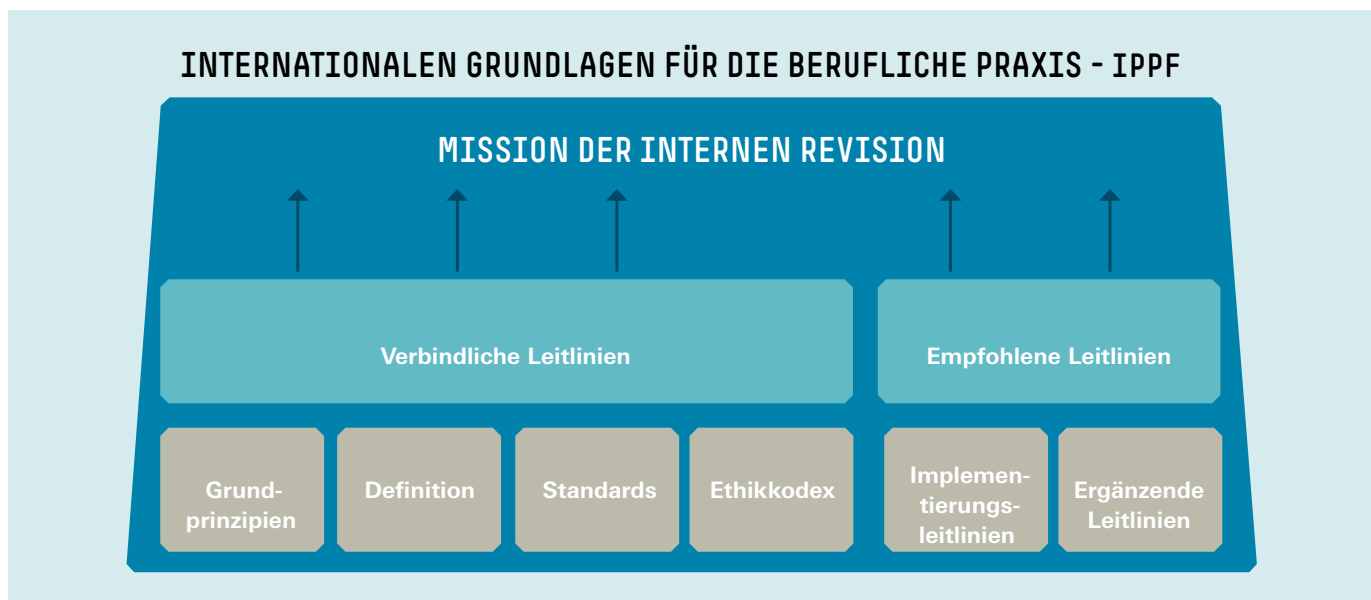 INTERNATIONALEN GRUNDLAGEN FÜR DIE BERUFLICHE PRAXIS - IPPF
MISSION DER INTERNEN REVISION
Verbindliche Leitlinien
Empfohlene Leitlinien
Grund-
prinzipien
Definition
Standards
Ethikkodex
Implemen-
tierungs-
leitlinien
Ergänzende
Leitlinien